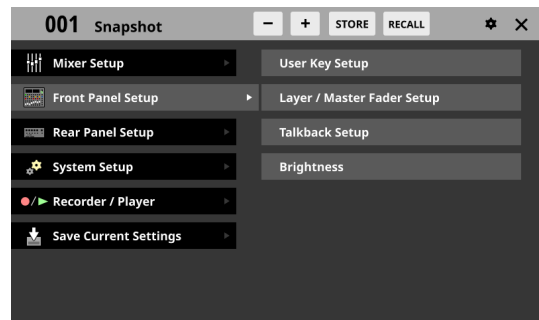 001 Snapshot − + STORE RECALL
Mixer Setup
User Key Setup
Front Panel Setup
Layer / Master Fader Setup
Rear Panel Setup
Talkback Setup
System Setup
Brightness
Recorder / Player
Save Current Settings